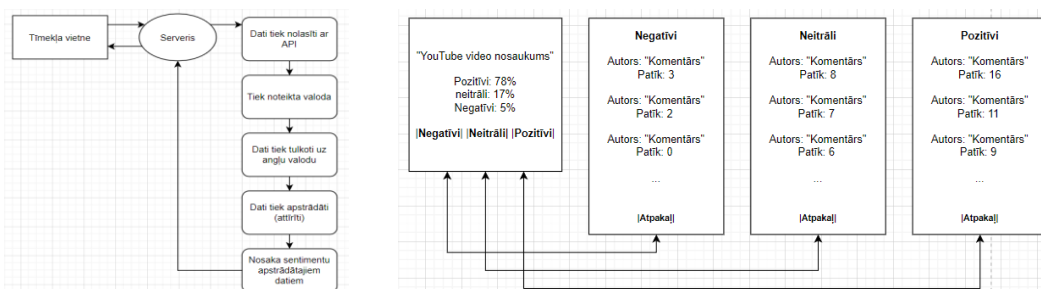 Tīmekļa vietne
Serveris
Dati tiek nolasīti ar
API
Tiek noteikta valoda
Dati tiek tulkoti uz
angļu valodu
Dati tiek apstrādāti
(attīrīti)
Nosaka sentimentu
apstrādātajiem
datiem
"YouTube video nosaukums"
Pozitīvi: 78%
neitrāli: 17%
Negatīvi: 5%
|Negatīvi| |Neitrāli| |Pozitīvi|
Negatīvi
Autors: "Komentārs"
Patīk: 3
Autors: "Komentārs"
Patīk: 2
Autors: "Komentārs"
Patīk: 0
...
|Atpakaļ|
Neitrāli
Autors: "Komentārs"
Patīk: 8
Autors: "Komentārs"
Patīk: 7
Autors: "Komentārs"
Patīk: 6
...
|Atpakaļ|
Pozitīvi
Autors: "Komentārs"
Patīk: 16
Autors: "Komentārs"
Patīk: 11
Autors: "Komentārs"
Patīk: 9
...
|Atpakaļ|